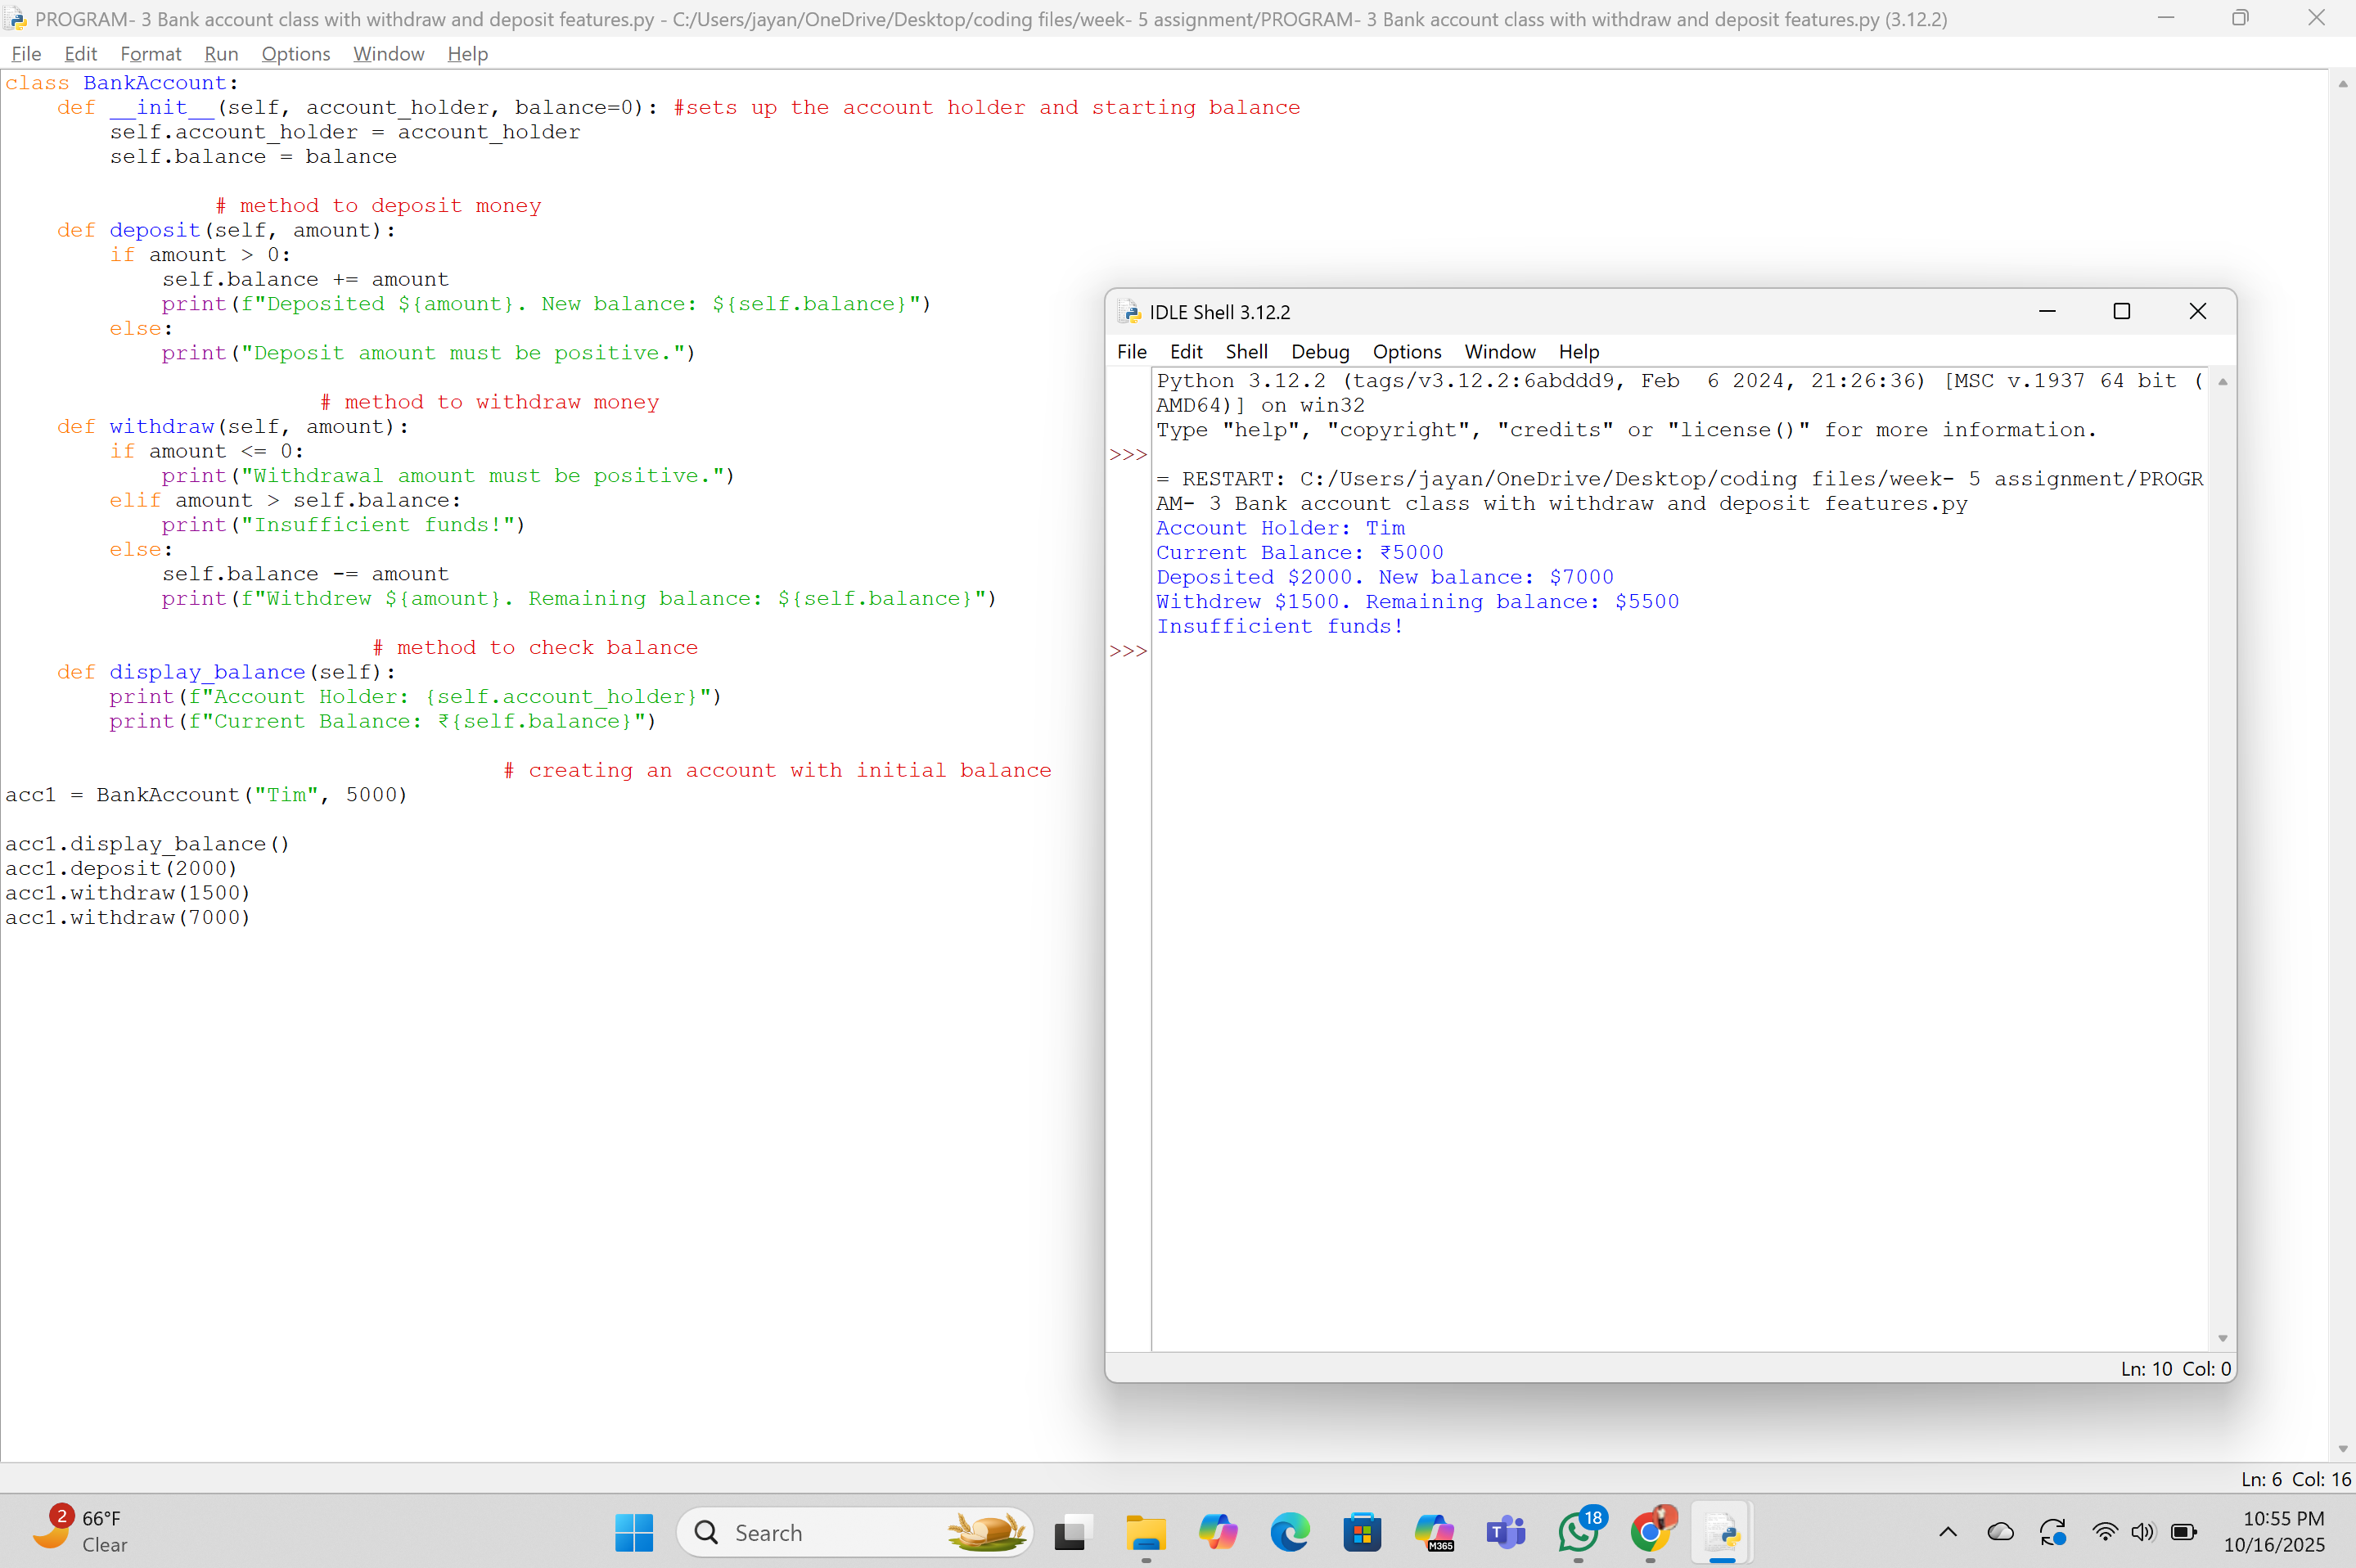 PROGRAM- 3 Bank account class with withdraw and deposit features.py - C:/Users/jayan/OneDrive/Desktop/coding files/week- 5 assignment/PROGRAM- 3 Bank account class with withdraw and deposit features.py (3.12.2)
File Edit Format Run Options Window Help
class BankAccount:
    def __init__(self, account_holder, balance=0): #sets up the account holder and starting balance
        self.account_holder = account_holder
        self.balance = balance
                # method to deposit money
    def deposit(self, amount):
        if amount > 0:
            self.balance += amount
            print(f"Deposited ${amount}. New balance: ${self.balance}")
        else:
            print("Deposit amount must be positive.")
                        # method to withdraw money
    def withdraw(self, amount):
        if amount <= 0:
            print("Withdrawal amount must be positive.")
        elif amount > self.balance:
            print("Insufficient funds!")
        else:
            self.balance -= amount
            print(f"Withdrew ${amount}. Remaining balance: ${self.balance}")
                            # method to check balance
    def display_balance(self):
        print(f"Account Holder: {self.account_holder}")
        print(f"Current Balance: ₹{self.balance}")
                                      # creating an account with initial balance
acc1 = BankAccount("Tim", 5000)
acc1.display_balance()
acc1.deposit(2000)
acc1.withdraw(1500)
acc1.withdraw(7000)
IDLE Shell 3.12.2
File Edit Shell Debug Options Window Help
Python 3.12.2 (tags/v3.12.2:6abddd9, Feb  6 2024, 21:26:36) [MSC v.1937 64 bit (
AMD64)] on win32
Type "help", "copyright", "credits" or "license()" for more information.
>>>
= RESTART: C:/Users/jayan/OneDrive/Desktop/coding files/week- 5 assignment/PROGR
AM- 3 Bank account class with withdraw and deposit features.py
Account Holder: Tim
Current Balance: ₹5000
Deposited $2000. New balance: $7000
Withdrew $1500. Remaining balance: $5500
Insufficient funds!
>>>
Ln: 10 Col: 0
Ln: 6 Col: 16
2
66°F
Clear
Search
M365
T
18
10:55 PM
10/16/2025